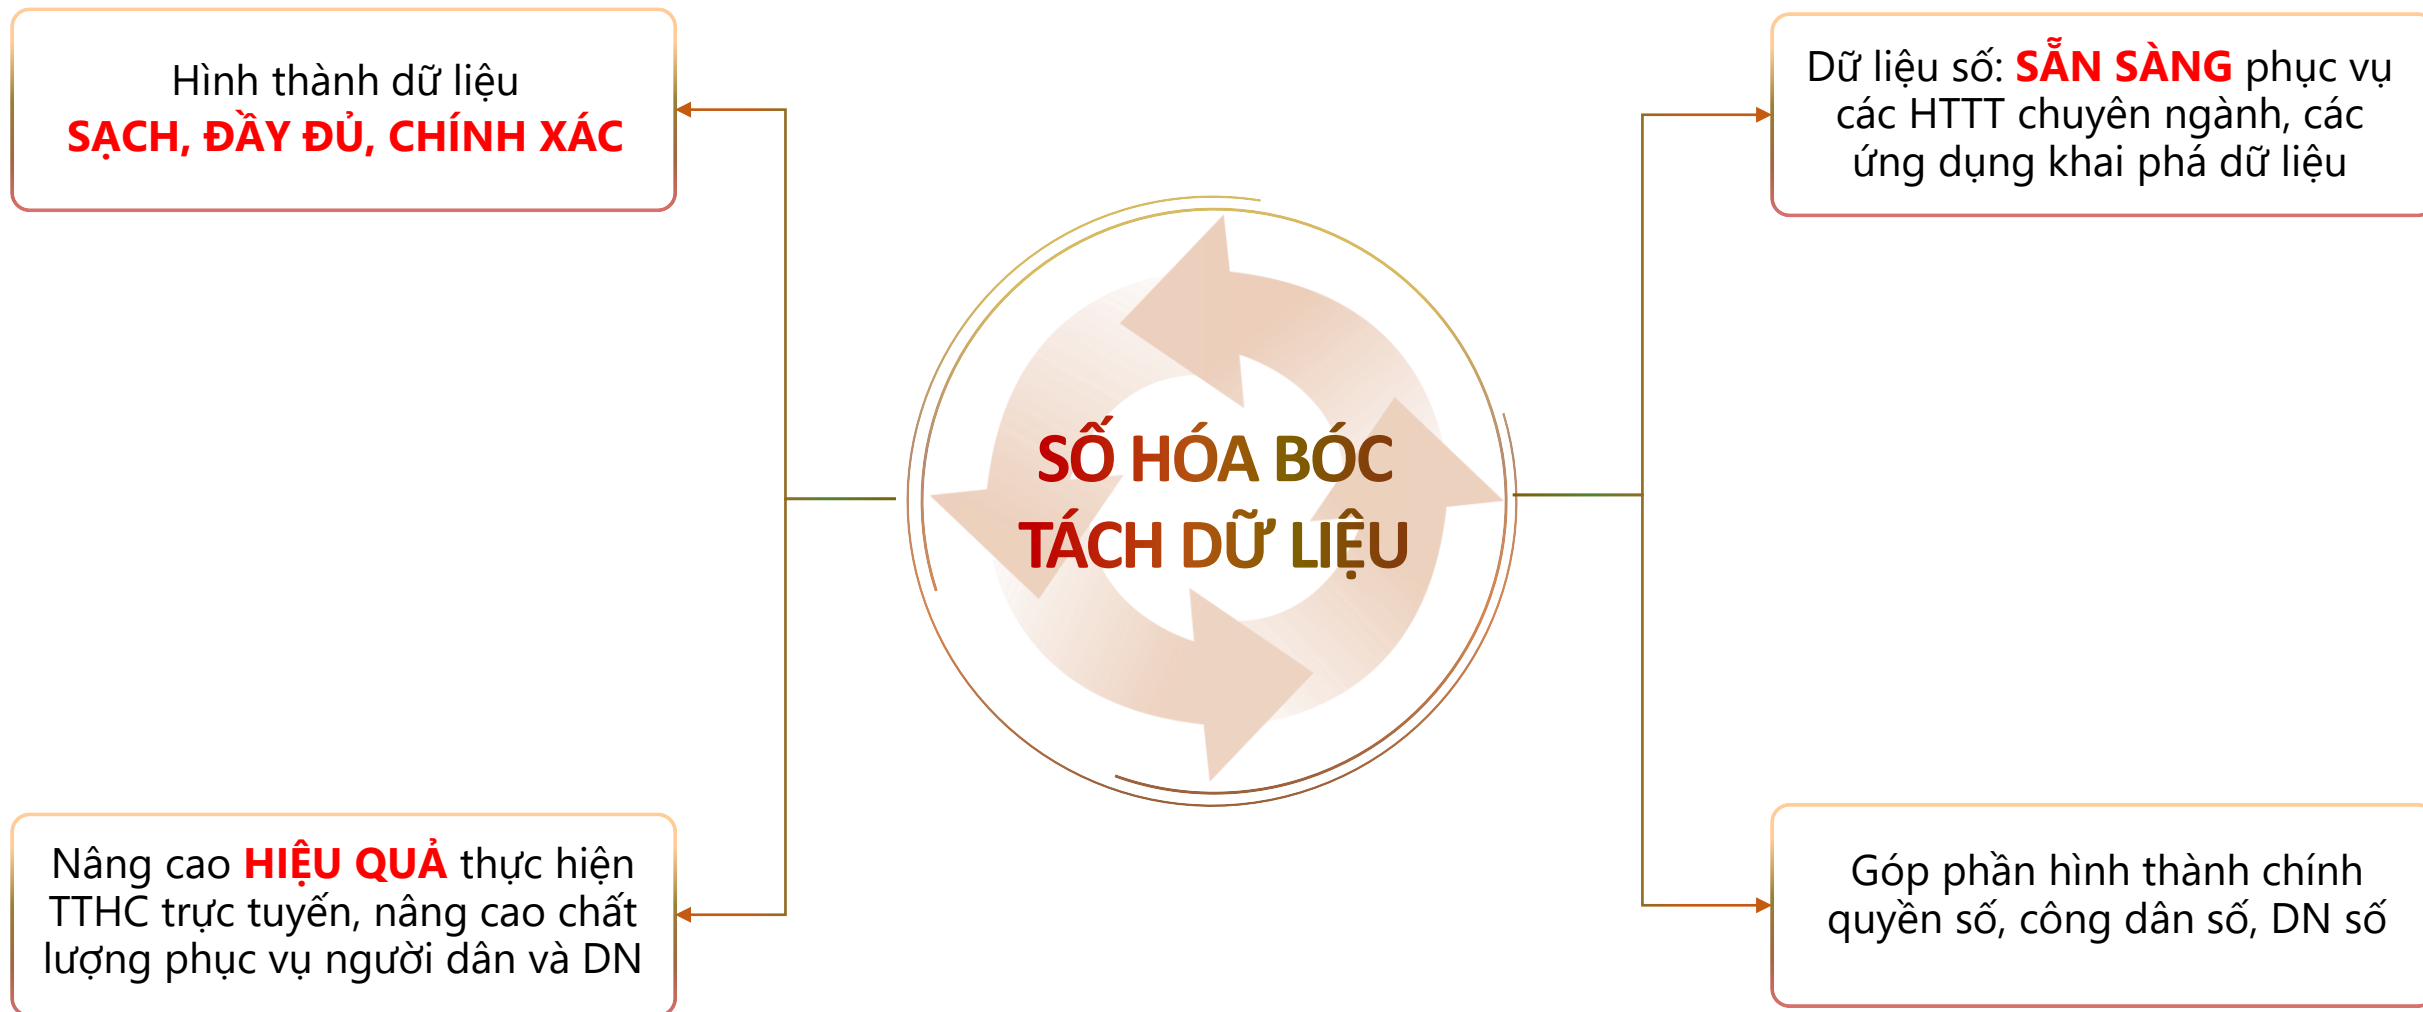 Hình thành dữ liệu
SẠCH, ĐẦY ĐỦ, CHÍNH XÁC
Dữ liệu số: SẴN SÀNG phục vụ
các HTTT chuyên ngành, các
ứng dụng khai phá dữ liệu
SỐ HÓA BÓC
TÁCH DỮ LIỆU
Nâng cao HIỆU QUẢ thực hiện
TTHC trực tuyến, nâng cao chất
lượng phục vụ người dân và DN
Góp phần hình thành chính
quyền số, công dân số, DN số